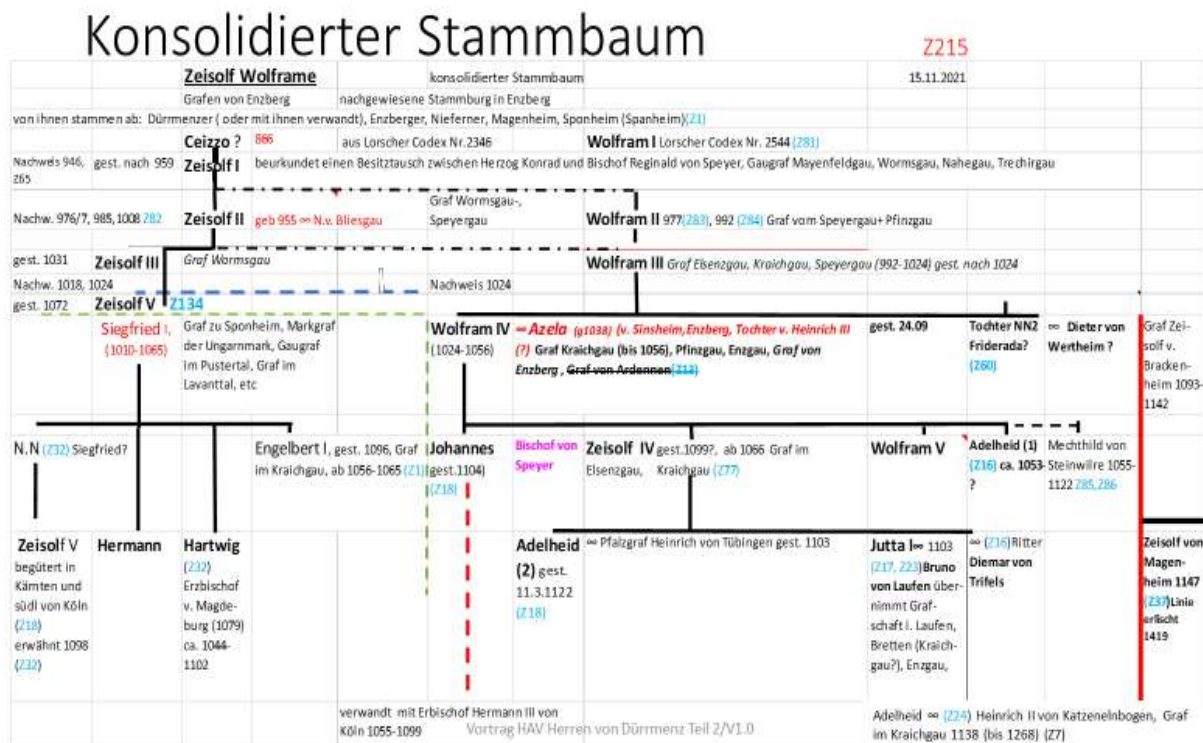 Konsolidierter Stammbaum
Z215
Zeisolf Wolframe
konsolidierter Stammbaum
15.11.2021
Grafen von Enzberg
nachgewiesene Stammburg in Enzberg
von ihnen stammen ab: Dürrmenzer ( oder mit ihnen verwandt), Enzberger, Nieferner, Magenheim, Sponheim (Spanheim)(Z1)
Ceizzo ?
866
aus Lorscher Codex Nr.2346
Wolfram I Lorscher Codex Nr. 2544 (Z81)
Nachweis 946,
Z65
gest. nach 959
Zeisolf I
beurkundet einen Besitztausch zwischen Herzog Konrad und Bischof Reginald von Speyer, Gaugraf Mayenfeldgau, Wormsgau, Nahegau, Trechirgau
Nachw. 976/7, 985,1008 Z82
Zeisolf II
geb 955 ∞ N.v. Bliesgau
Graf Wormsgau-,
Speyergau
Wolfram II 977(Z83), 992 (Z84) Graf vom Speyergau+ Pfinzgau
gest. 1031
Zeisolf III
Graf Wormsgau
Wolfram III Graf Elsenzgau, Kraichgau, Speyergau (992-1024) gest. nach 1024
Nachw. 1018, 1024
Nachweis 1024
gest. 1072
Zeisolf V
Z134
Siegfried I,
(1010-1065)
Graf zu Sponheim, Markgraf
der Ungarnmark, Gaugraf
im Pustertal, Graf im
Lavanttal, etc
Wolfram IV
(1024-1056)
∞ Azela (g1038) (v. Sinsheim,Enzberg, Tochter v. Heinrich III
(?) Graf Kraichgau (bis 1056), Pfinzgau, Enzgau, Graf von
Enzberg , Graf von Ardennen(Z13)
gest. 24.09
Tochter NN2
Friderada?
(Z60)
∞ Dieter von
Wertheim ?
Graf Zei-
solf v.
Bracken-
heim 1093-
1142
N.N (Z32) Siegfried?
Engelbert I, gest. 1096, Graf
im Kraichgau, ab 1056-1065 (Z1)
Johannes
gest.1104)
(Z18)
Bischof von
Speyer
Zeisolf IV gest.1099?, ab 1066 Graf im
Elsenzgau, Kraichgau (Z77)
Wolfram V
Adelheid (1)
(Z16) ca. 1053-
?
Mechthild von
Steinwilre 1055-
1122 Z85,Z86
Zeisolf V
begütert in
Kärnten und
südl von Köln
(Z18)
erwähnt 1098
(Z32)
Hermann
Hartwig
(Z32)
Erzbischof
v. Magde-
burg (1079)
ca. 1044-
1102
Adelheid
(2) gest.
11.3.1122
(Z18)
∞ Pfalzgraf Heinrich von Tübingen gest. 1103
Jutta I∞ 1103
(Z17, Z23) Bruno
von Laufen über-
nimmt Graf-
schaft i. Laufen,
Bretten (Kraich-
gau?), Enzgau,
∞ (Z16)Ritter
Diemar von
Trifels
Zeisolf von
Magen-
heim 1147
(Z37)Linie
erlischt
1419
verwandt mit Erbischof Hermann III von
Köln 1055-1099
Vortrag HAV Herren von Dürrmenz Teil 2/V1.0
Adelheid ∞ (Z24) Heinrich II von Katzenelnbogen, Graf
im Kraichgau 1138 (bis 1268) (Z7)